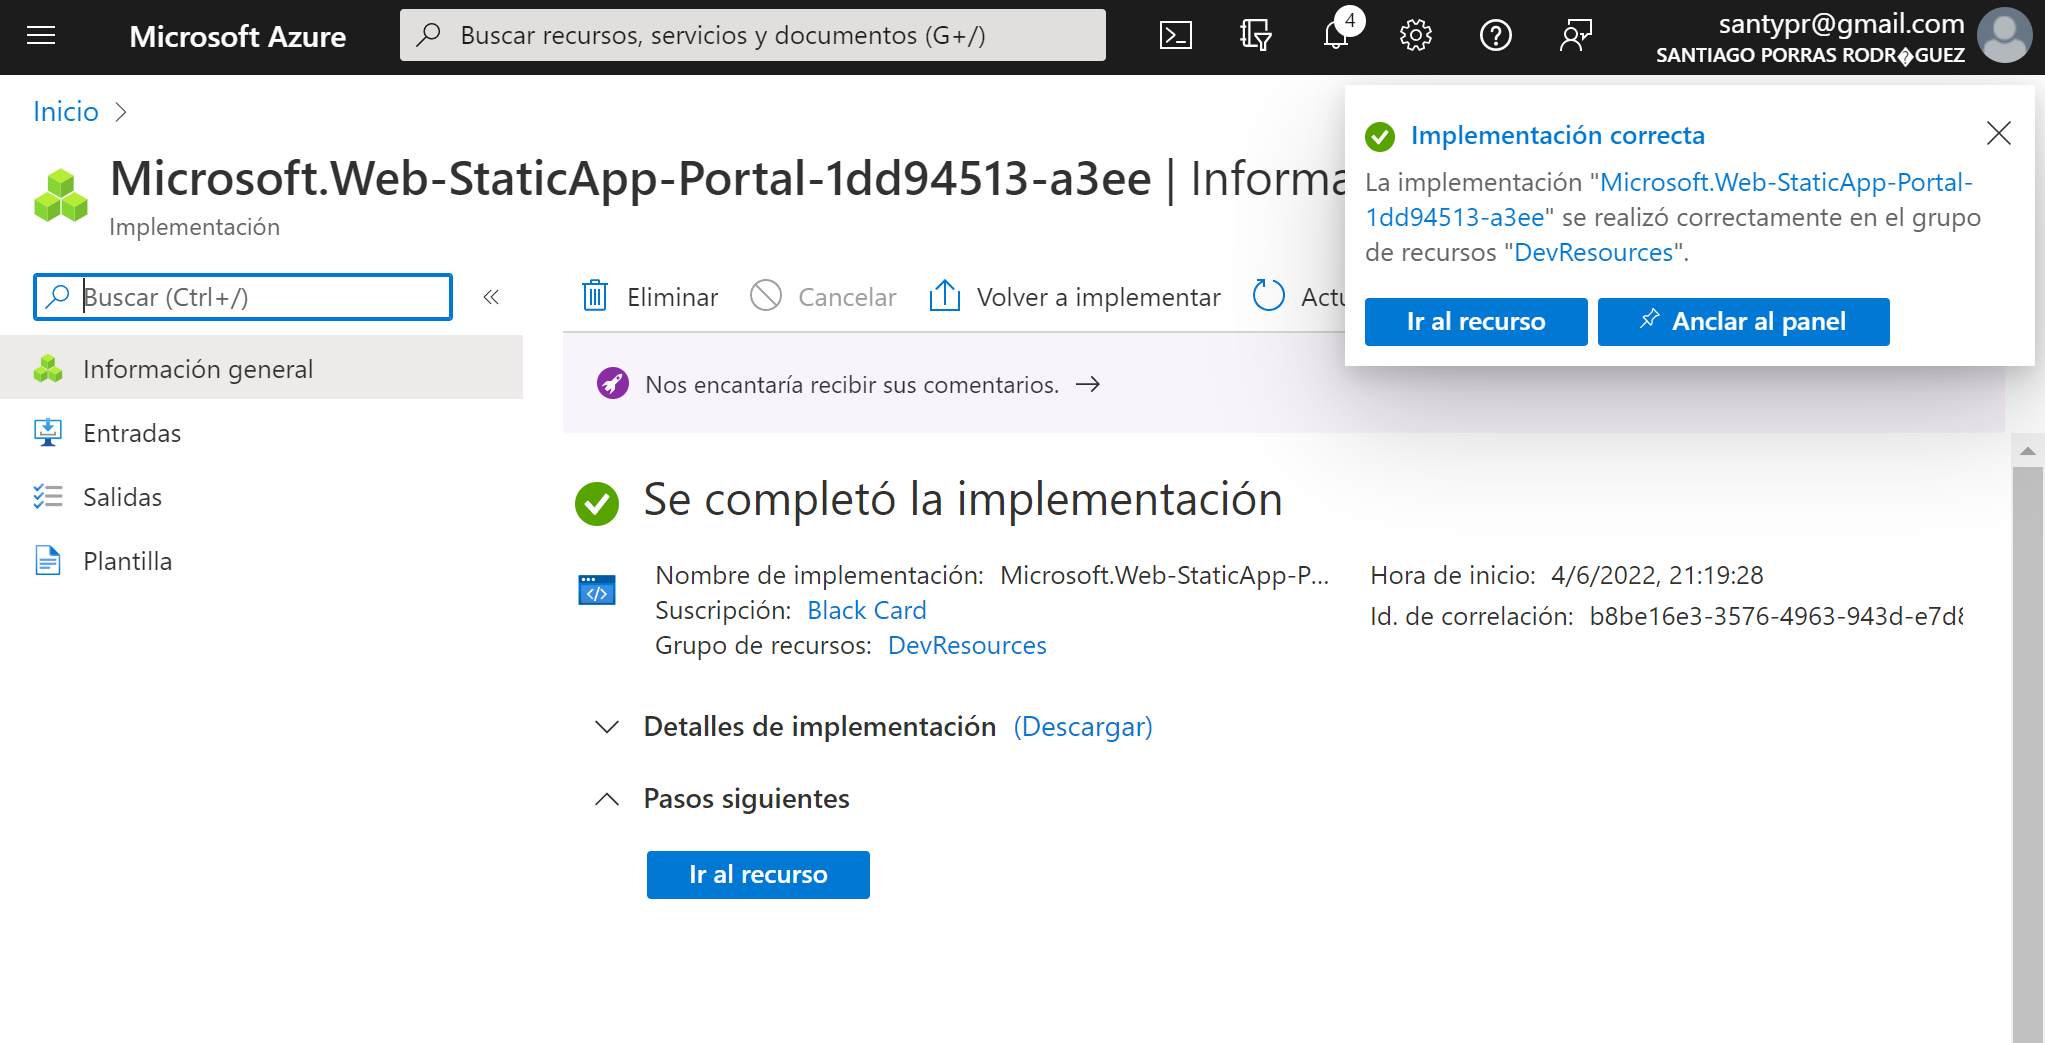 Microsoft Azure
Buscar recursos, servicios y documentos (G+/)
4
santypr@gmail.com
SANTIAGO PORRAS RODR�GUEZ
Inicio
Microsoft.Web-StaticApp-Portal-1dd94513-a3ee | Informa
Implementación
Implementación correcta
La implementación "Microsoft.Web-StaticApp-Portal-
1dd94513-a3ee" se realizó correctamente en el grupo
de recursos "DevResources".
Ir al recurso
Anclar al panel
Buscar (Ctrl+/)
Eliminar
Cancelar
Volver a implementar
Actu
Información general
Entradas
Salidas
Plantilla
Nos encantaría recibir sus comentarios.
Se completó la implementación
Nombre de implementación: Microsoft.Web-StaticApp-P...
Suscripción: Black Card
Grupo de recursos: DevResources
Hora de inicio: 4/6/2022, 21:19:28
Id. de correlación: b8be16e3-3576-4963-943d-e7d8
Detalles de implementación (Descargar)
Pasos siguientes
Ir al recurso